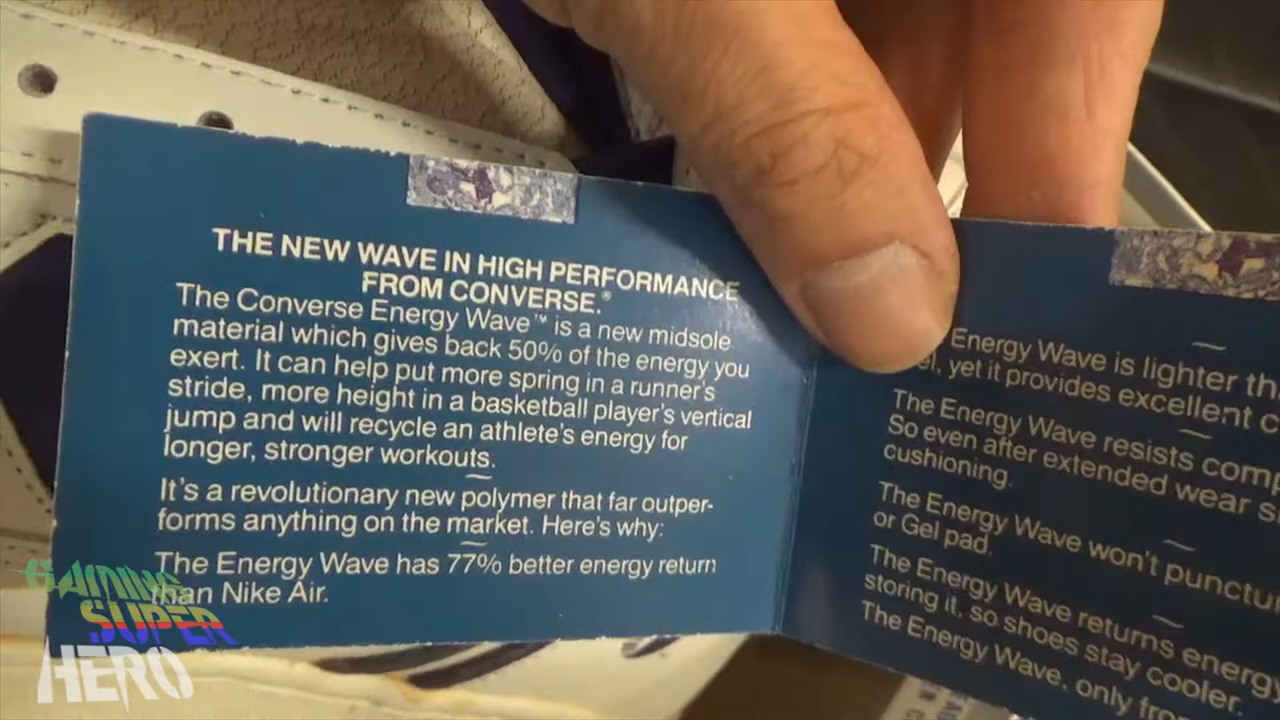 THE NEW WAVE IN HIGH PERFORMANCE
FROM CONVERSE.®
The Converse Energy Wave™ is a new midsole
material which gives back 50% of the energy you
exert. It can help put more spring in a runner's
stride, more height in a basketball player's vertical
jump and will recycle an athlete's energy for
longer, stronger workouts.
It's a revolutionary new polymer that far outper-
forms anything on the market. Here's why:
The Energy Wave has 77% better energy return
than Nike Air.
Energy Wave is lighter
yet it provides excellent
The Energy Wave resists
So even after extended wear
cushioning.
The Energy Wave won't
or Gel pad.
The Energy Wave returns
storing it, so shoes stay cooler.
The Energy Wave, only
GAMING
SUPER
HERO